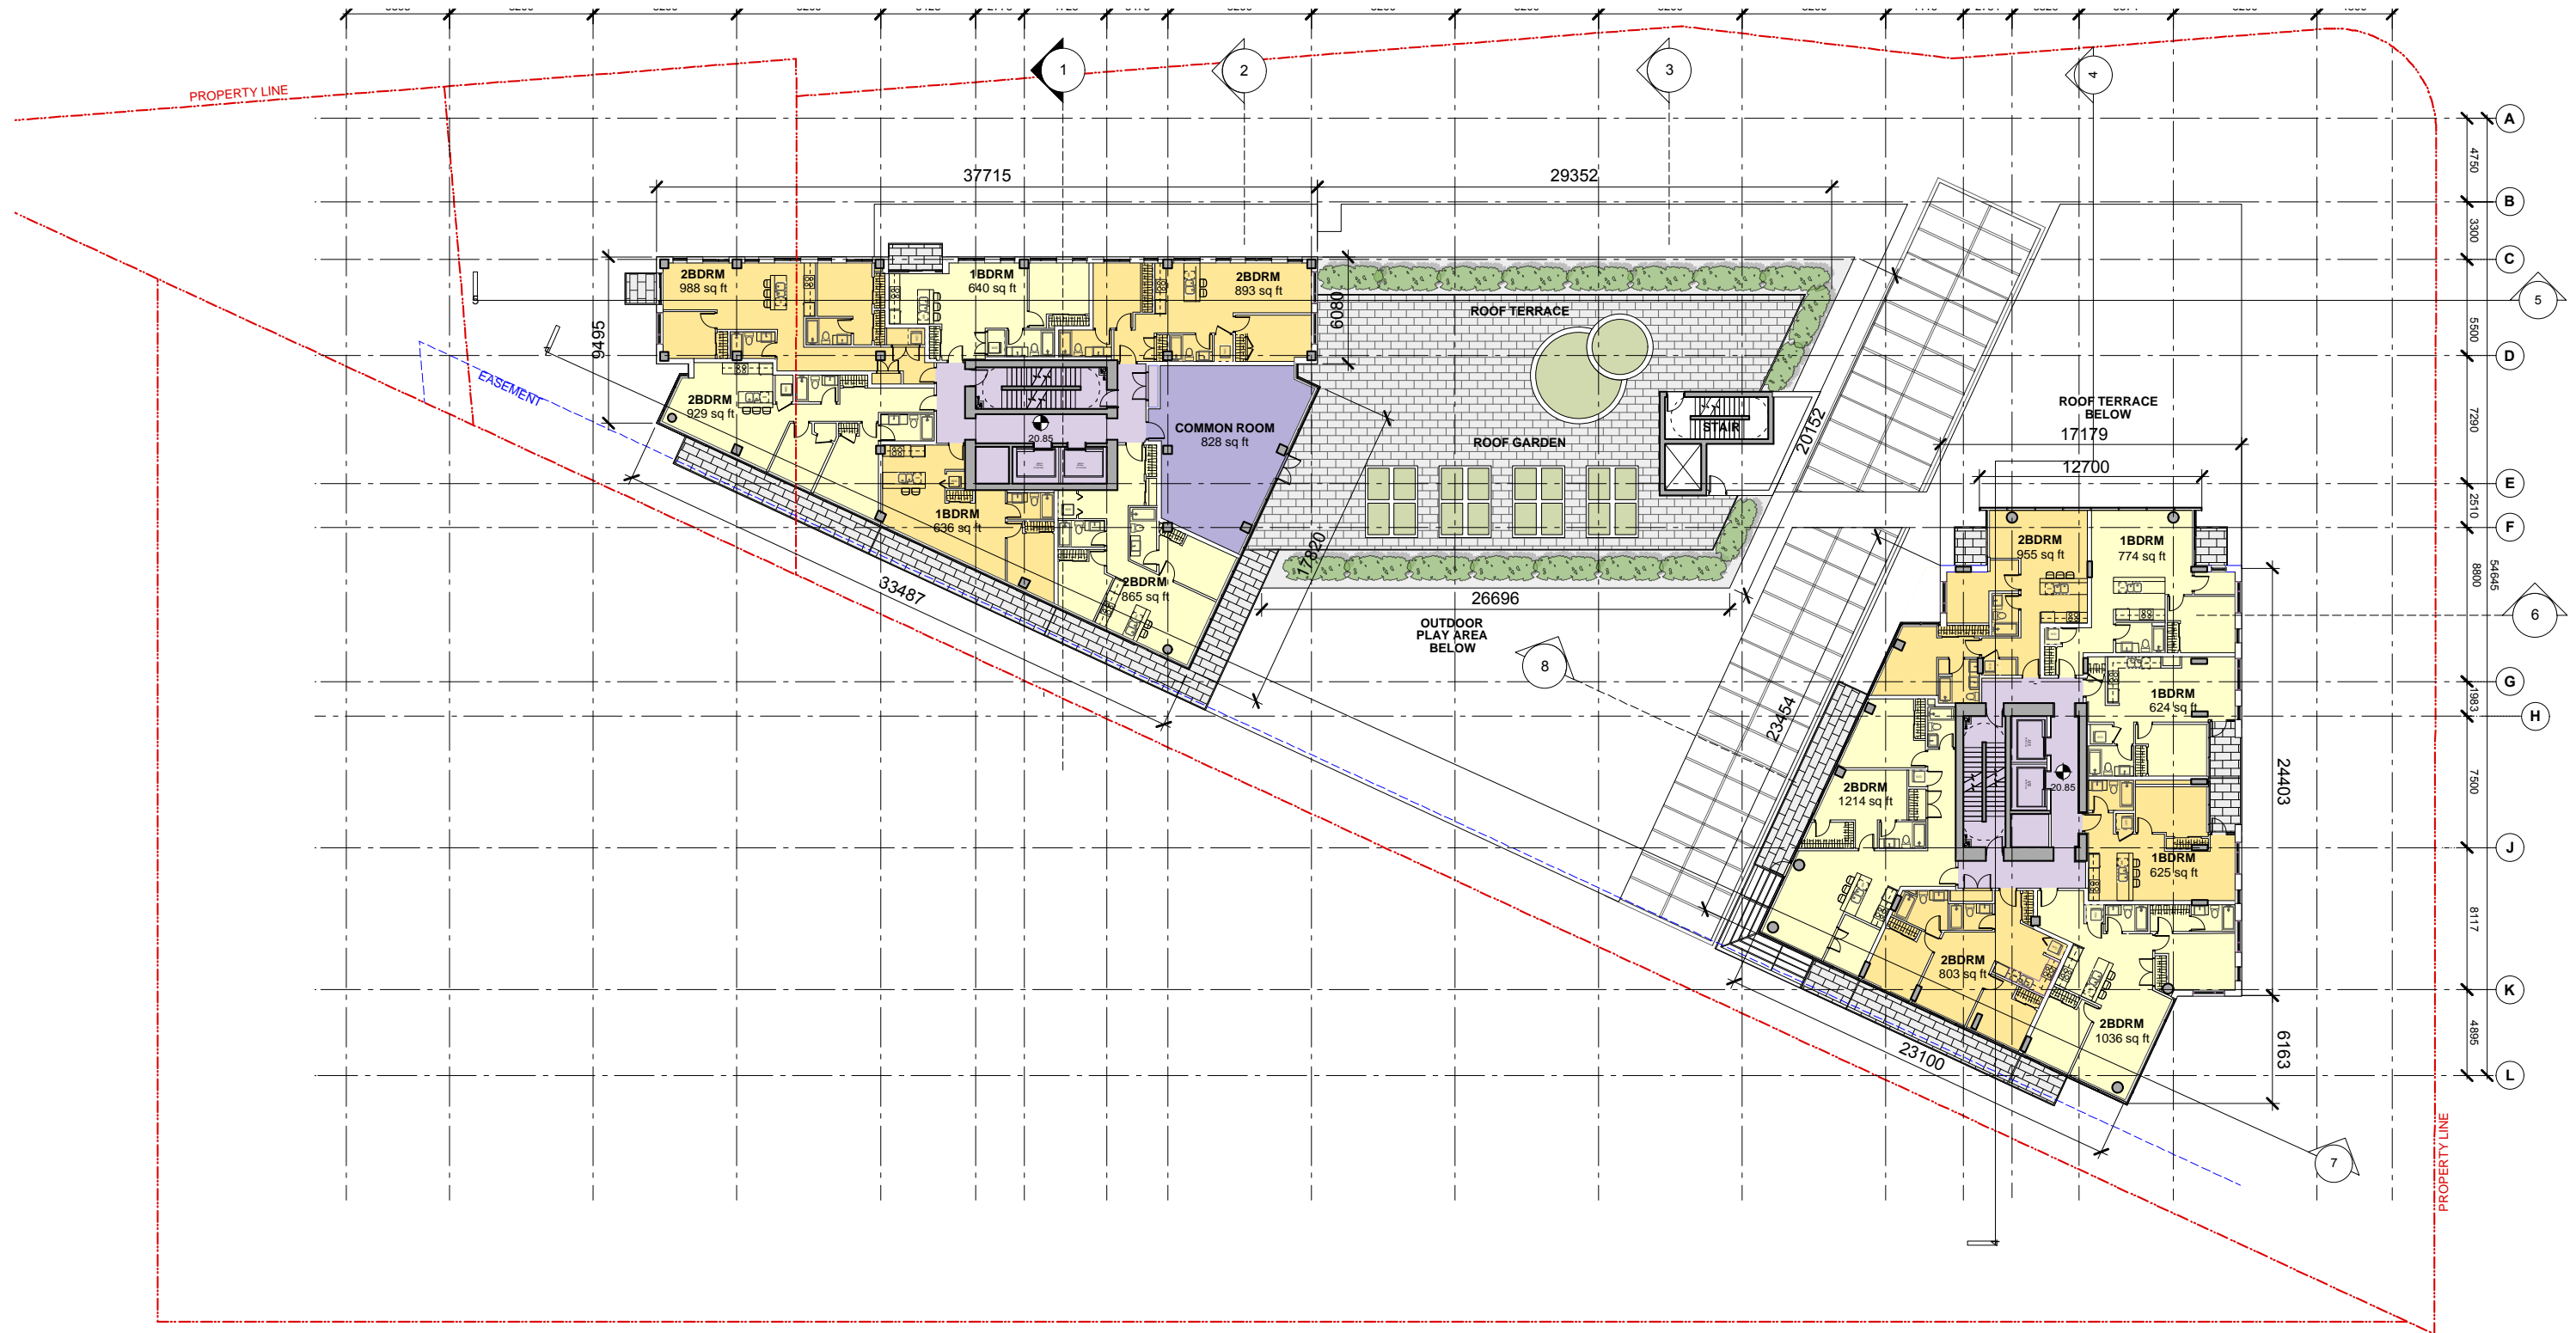 PROPERTY LINE
1
2
3
4
A
4750
B
3300
C
5500
D
7290
E
2510
F
8800
54645
G
1983
H
7500
J
8117
K
4895
L
5
6
7
8
37715
29352
9495
6080
EASEMENT
2BDRM
988 sq ft
1BDRM
640 sq ft
2BDRM
893 sq ft
2BDRM
929 sq ft
20.85
COMMON ROOM
828 sq ft
1BDRM
636 sq ft
2BDRM
865 sq ft
33487
17820
ROOF TERRACE
ROOF GARDEN
STAIR
20152
26696
OUTDOOR
PLAY AREA
BELOW
ROOF TERRACE
BELOW
17179
12700
2BDRM
955 sq ft
1BDRM
774 sq ft
1BDRM
624 sq ft
23454
2BDRM
1214 sq ft
20.85
1BDRM
625 sq ft
24403
2BDRM
803 sq ft
2BDRM
1036 sq ft
23100
6163
PROPERTY LINE